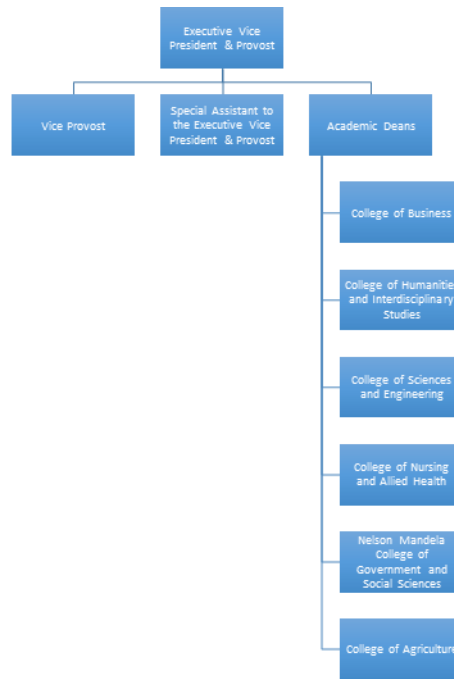 Executive Vice
President & Provost
Vice Provost
Special Assistant to
the Executive Vice
President & Provost
Academic Deans
College of Business
College of Humanitie
and Interdisciplinary
Studies
College of Sciences
and Engineering
College of Nursing
and Allied Health
Nelson Mandela
College of
Government and
Social Sciences
College of Agriculture